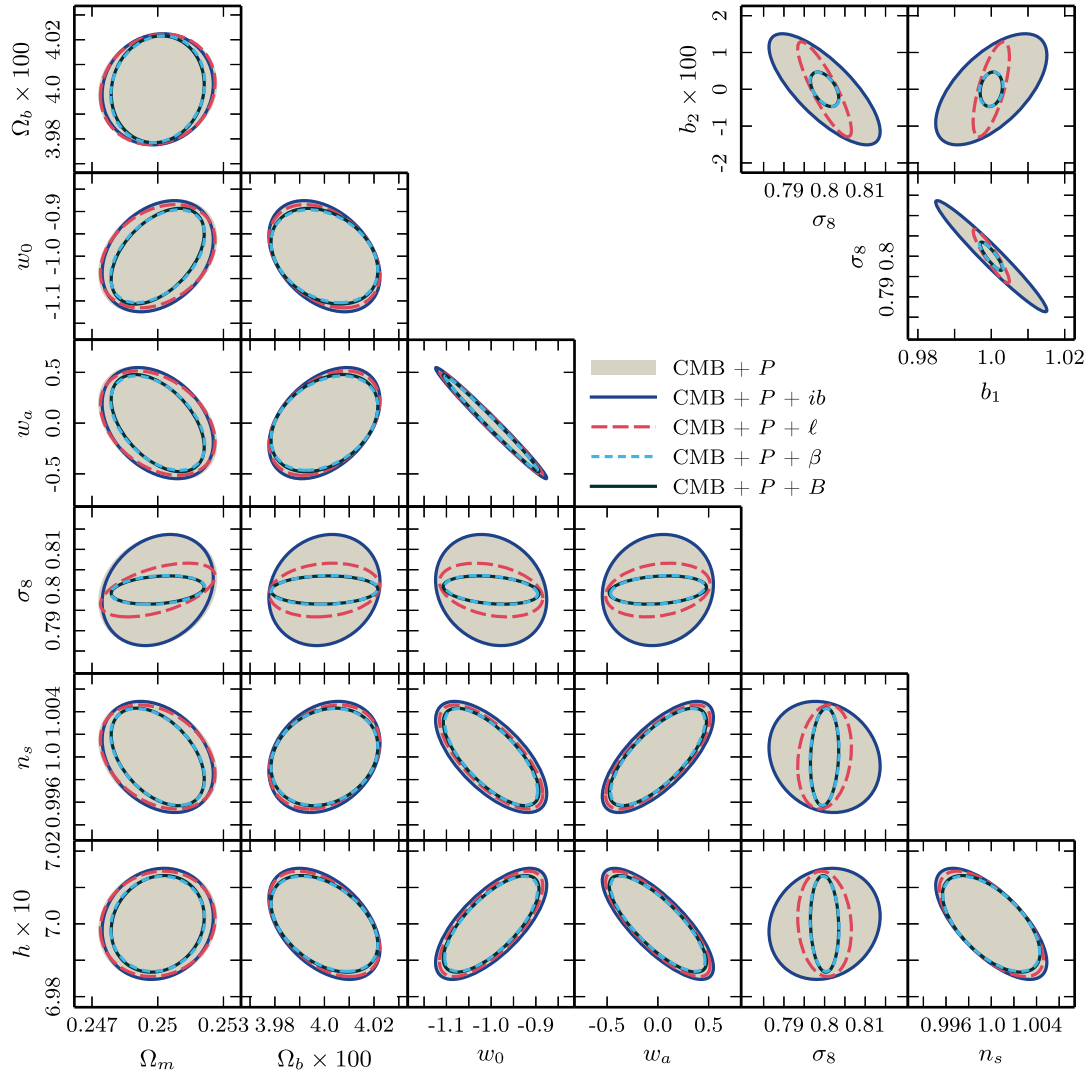 Ω_b × 100
4.02
4.0
3.98
b_2 × 100
2
1
0
-1
-2
0.79 0.8 0.81
σ_8
w_0
-0.9
-1.0
-1.1
σ_8
0.79 0.8
0.98 1.0 1.02
b_1
w_a
0.5
0.0
-0.5
CMB + P
CMB + P + ib
CMB + P + ℓ
CMB + P + β
CMB + P + B
σ_8
0.79 0.8 0.81
n_s
0.996 1.0 1.004
h × 10
7.02
7.0
6.98
0.247 0.25 0.253 3.98 4.0 4.02 -1.1 -1.0 -0.9 -0.5 0.0 0.5 0.79 0.8 0.81 0.996 1.0 1.004
Ω_m Ω_b × 100 w_0 w_a σ_8 n_s